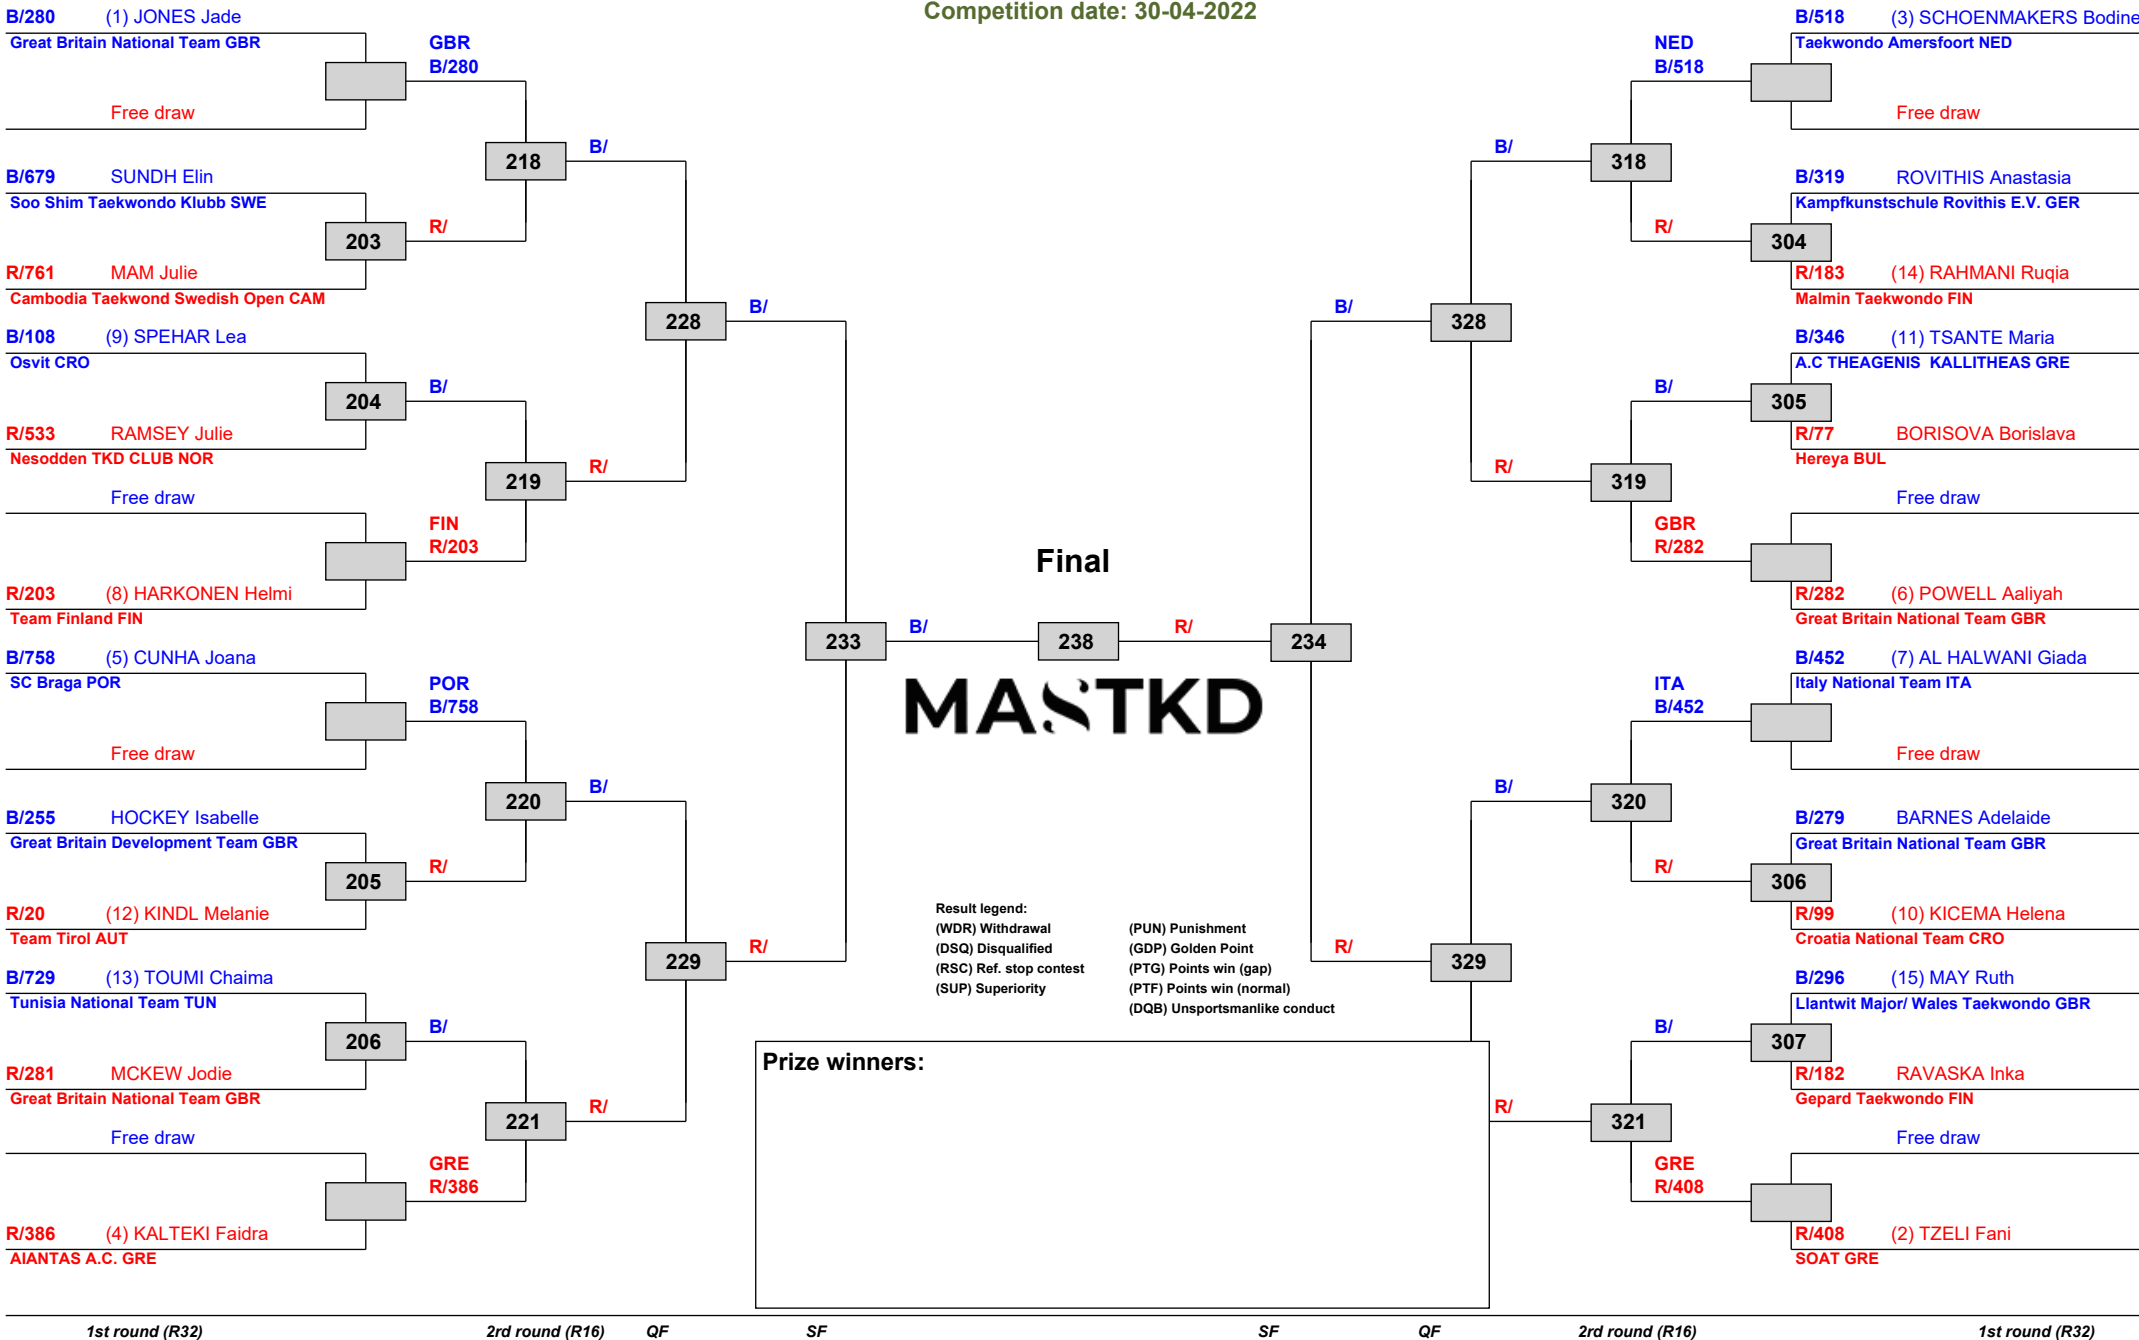 Competition date: 30-04-2022
B/280 (1) JONES Jade
Great Britain National Team GBR
GBR
B/280
Free draw
218
B/
B/679 SUNDH Elin
Soo Shim Taekwondo Klubb SWE
203
R/
R/761 MAM Julie
Cambodia Taekwond Swedish Open CAM
228
B/
B/108 (9) SPEHAR Lea
Osvit CRO
204
B/
R/533 RAMSEY Julie
Nesodden TKD CLUB NOR
219
R/
Free draw
FIN
R/203
R/203 (8) HARKONEN Helmi
Team Finland FIN
233
B/
B/758 (5) CUNHA Joana
SC Braga POR
POR
B/758
Free draw
220
B/
B/255 HOCKEY Isabelle
Great Britain Development Team GBR
205
R/
R/20 (12) KINDL Melanie
Team Tirol AUT
229
R/
B/729 (13) TOUMI Chaima
Tunisia National Team TUN
206
B/
R/281 MCKEW Jodie
Great Britain National Team GBR
221
R/
Free draw
GRE
R/386
R/386 (4) KALTEKI Faidra
AIANTAS A.C. GRE
Final
238
R/
234
MASTKD
Result legend:
(WDR) Withdrawal (PUN) Punishment
(DSQ) Disqualified (GDP) Golden Point
(RSC) Ref. stop contest (PTG) Points win (gap)
(SUP) Superiority (PTF) Points win (normal)
(DQB) Unsportsmanlike conduct
Prize winners:
B/518 (3) SCHOENMAKERS Bodine
Taekwondo Amersfoort NED
NED
B/518
Free draw
B/
318
B/319 ROVITHIS Anastasia
Kampfkunstschule Rovithis E.V. GER
R/
304
R/183 (14) RAHMANI Ruqia
Malmin Taekwondo FIN
B/
328
B/346 (11) TSANTE Maria
A.C THEAGENIS KALLITHEAS GRE
B/
305
R/77 BORISOVA Borislava
Hereya BUL
R/
319
Free draw
GBR
R/282
R/282 (6) POWELL Aaliyah
Great Britain National Team GBR
B/452 (7) AL HALWANI Giada
Italy National Team ITA
ITA
B/452
Free draw
B/
320
B/279 BARNES Adelaide
Great Britain National Team GBR
R/
306
R/99 (10) KICEMA Helena
Croatia National Team CRO
R/
329
B/296 (15) MAY Ruth
Llantwit Major/ Wales Taekwondo GBR
B/
307
R/182 RAVASKA Inka
Gepard Taekwondo FIN
R/
321
Free draw
GRE
R/408
R/408 (2) TZELI Fani
SOAT GRE
1st round (R32) 2rd round (R16) QF SF SF QF 2rd round (R16) 1st round (R32)